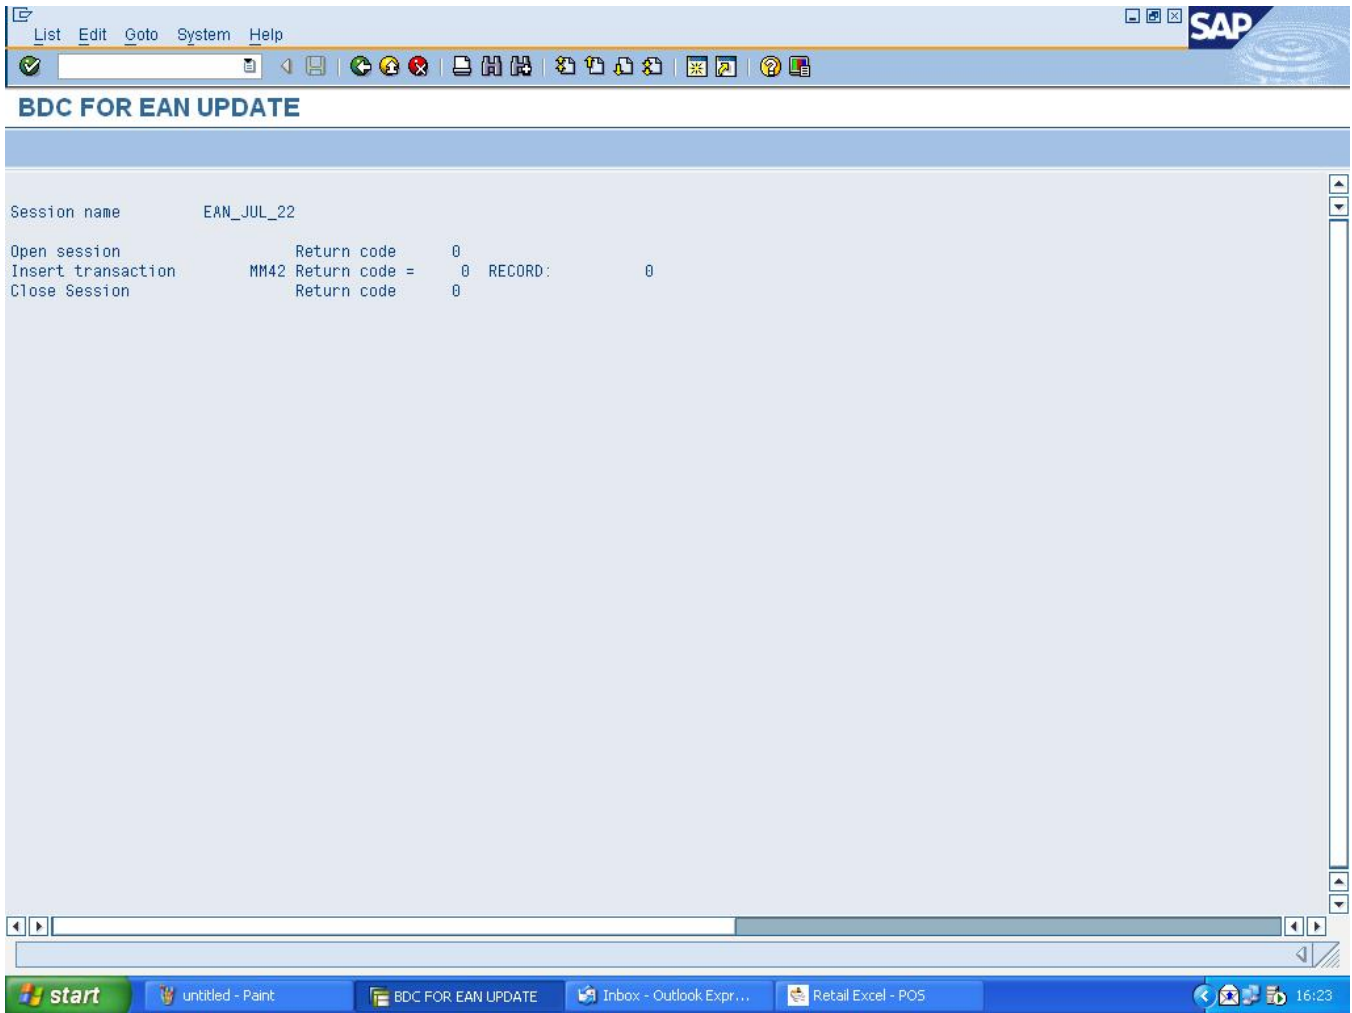 List Edit Goto System Help
SAP
BDC FOR EAN UPDATE
Session name EAN_JUL_22
Open session Return code 0
Insert transaction MM42 Return code = 0 RECORD: 0
Close Session Return code 0
start untitled - Paint BDC FOR EAN UPDATE Inbox - Outlook Expr... Retail Excel - POS 16:23